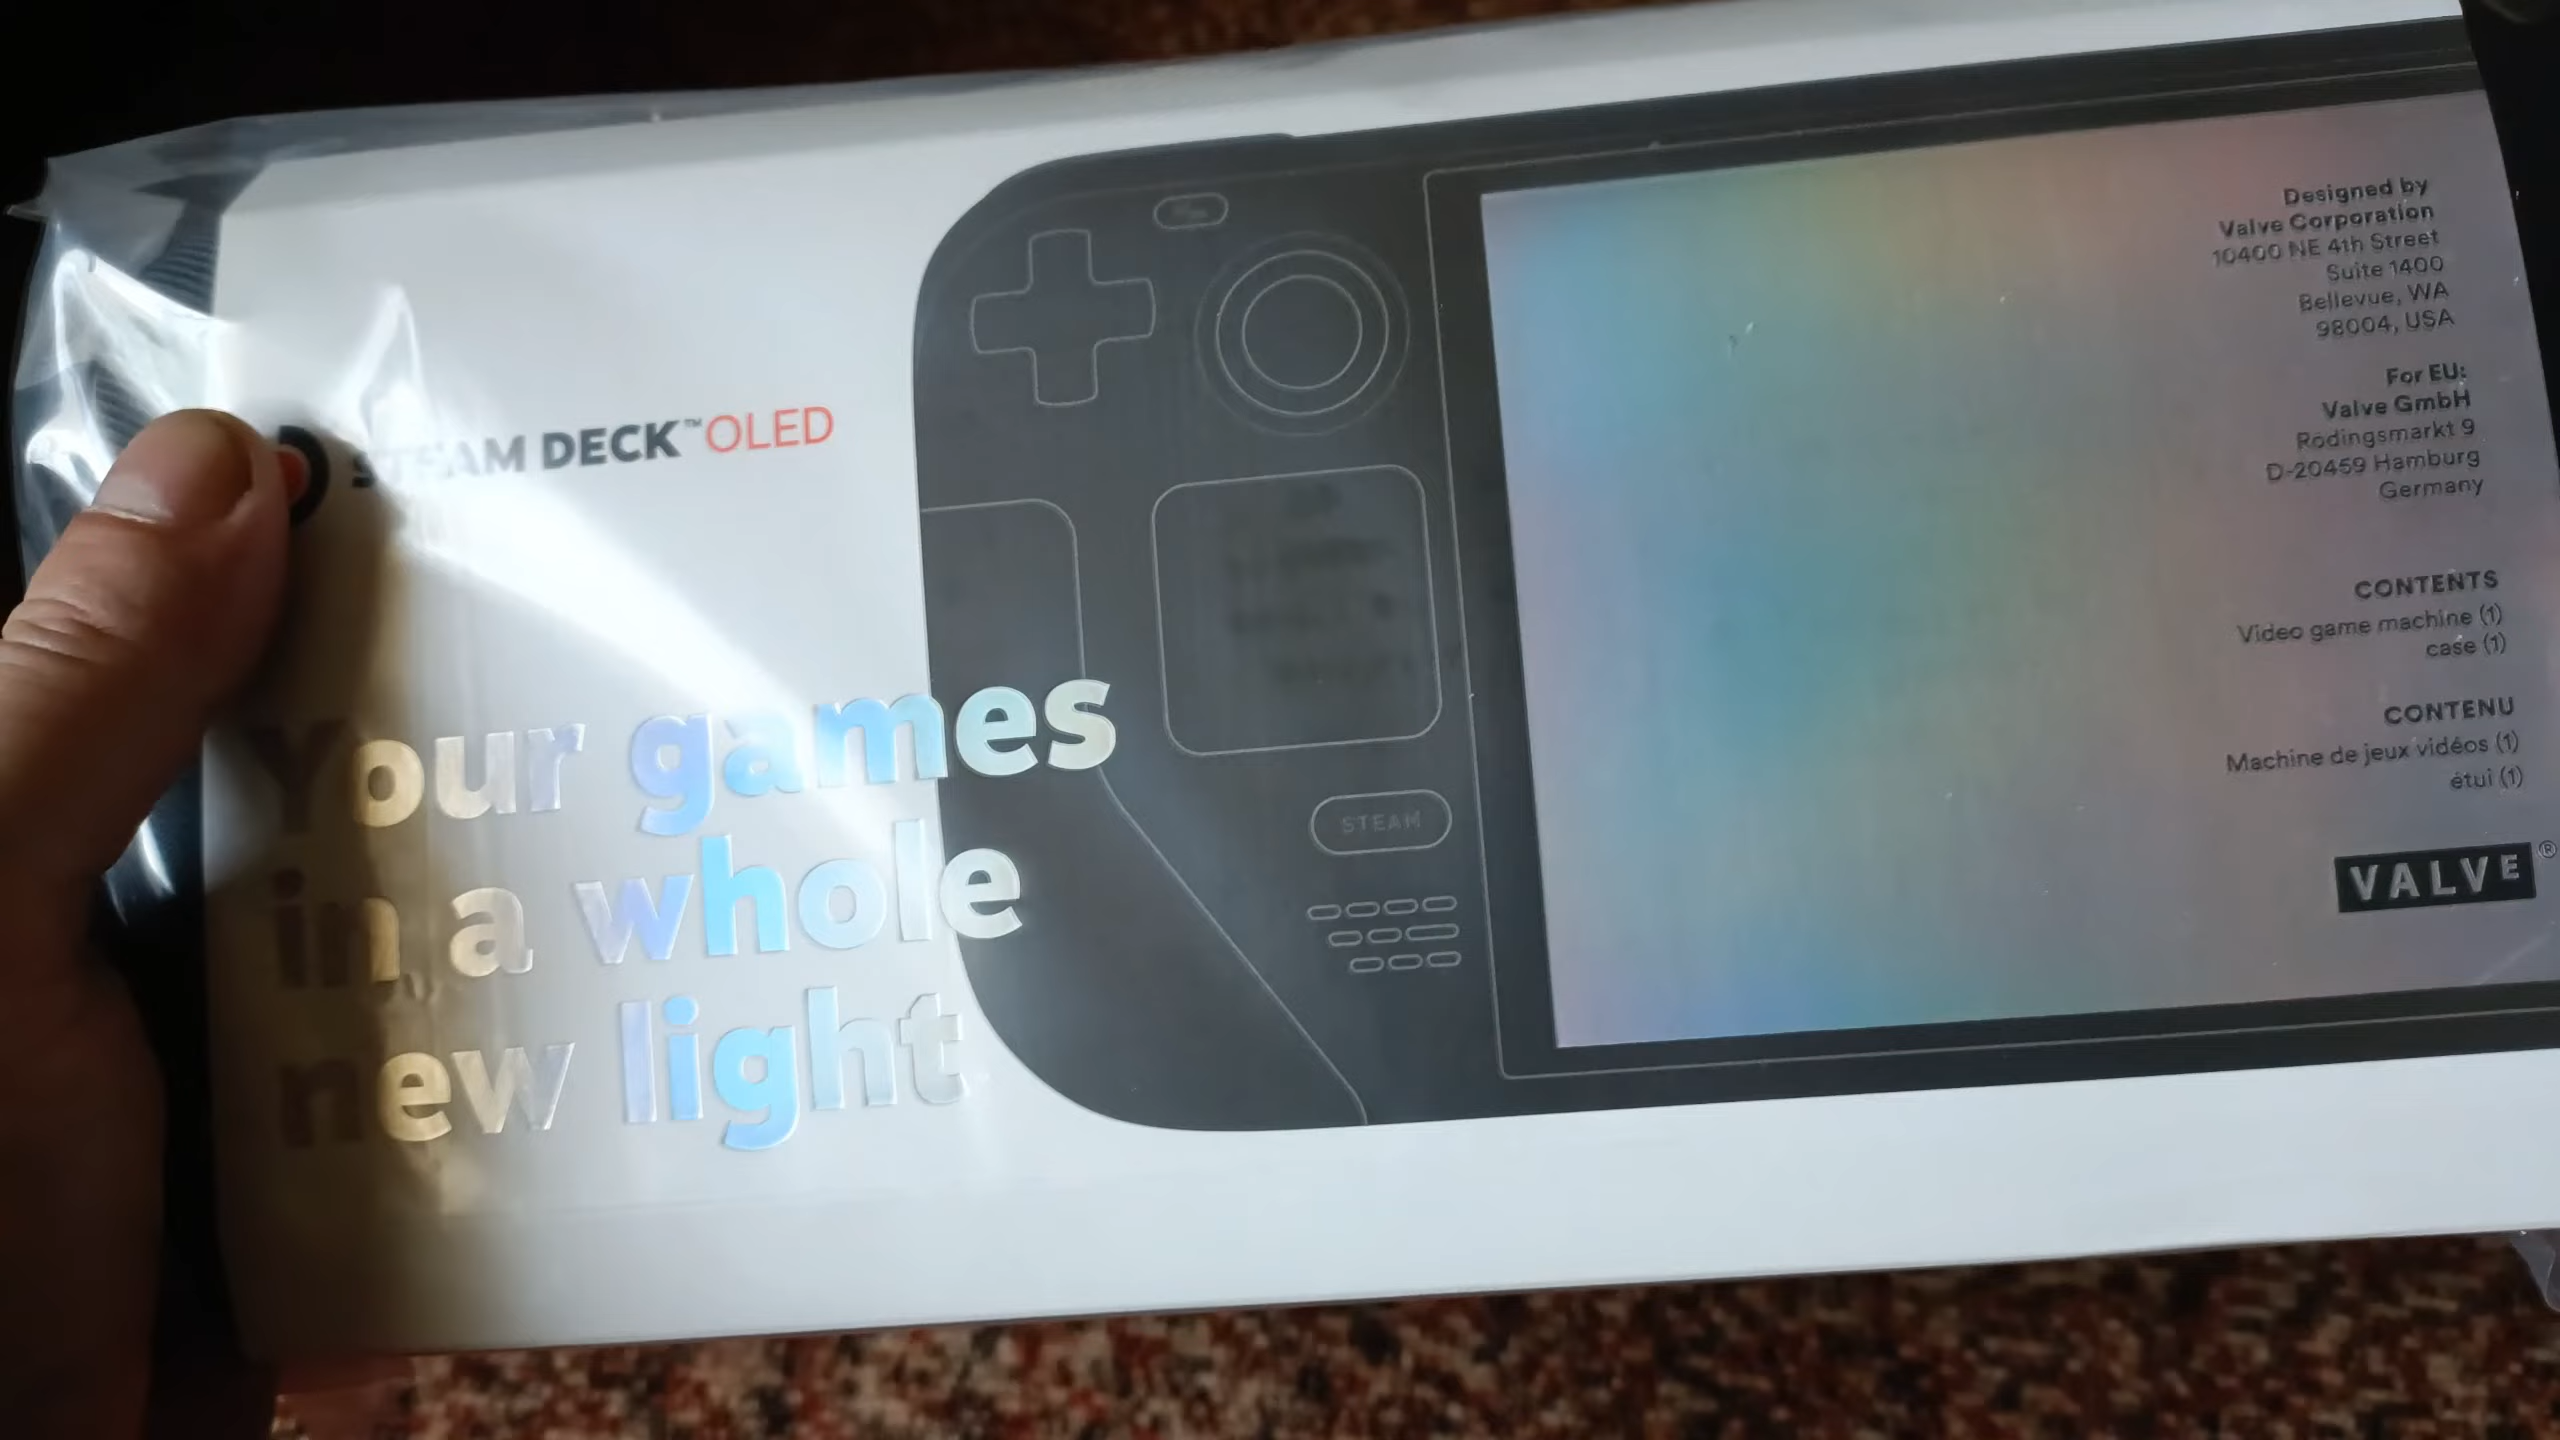 STEAM DECK™OLED
Your games
in a whole
new light
STEAM
Designed by
Valve Corporation
10400 NE 4th Street
Suite 1400
Bellevue, WA
98004, USA
For EU:
Valve GmbH
Rödingsmarkt 9
D-20459 Hamburg
Germany
CONTENTS
Video game machine (1)
case (1)
CONTENU
Machine de jeux vidéos (1)
étui (1)
VALVE®